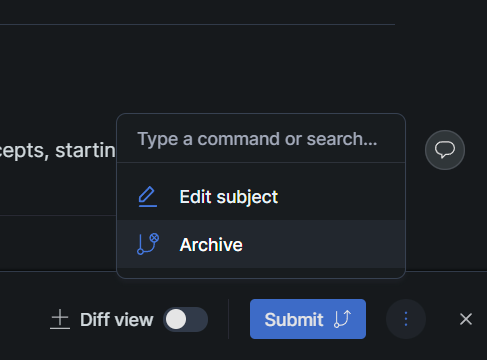 cepts, startin
Type a command or search...
Edit subject
Archive
Diff view
Submit